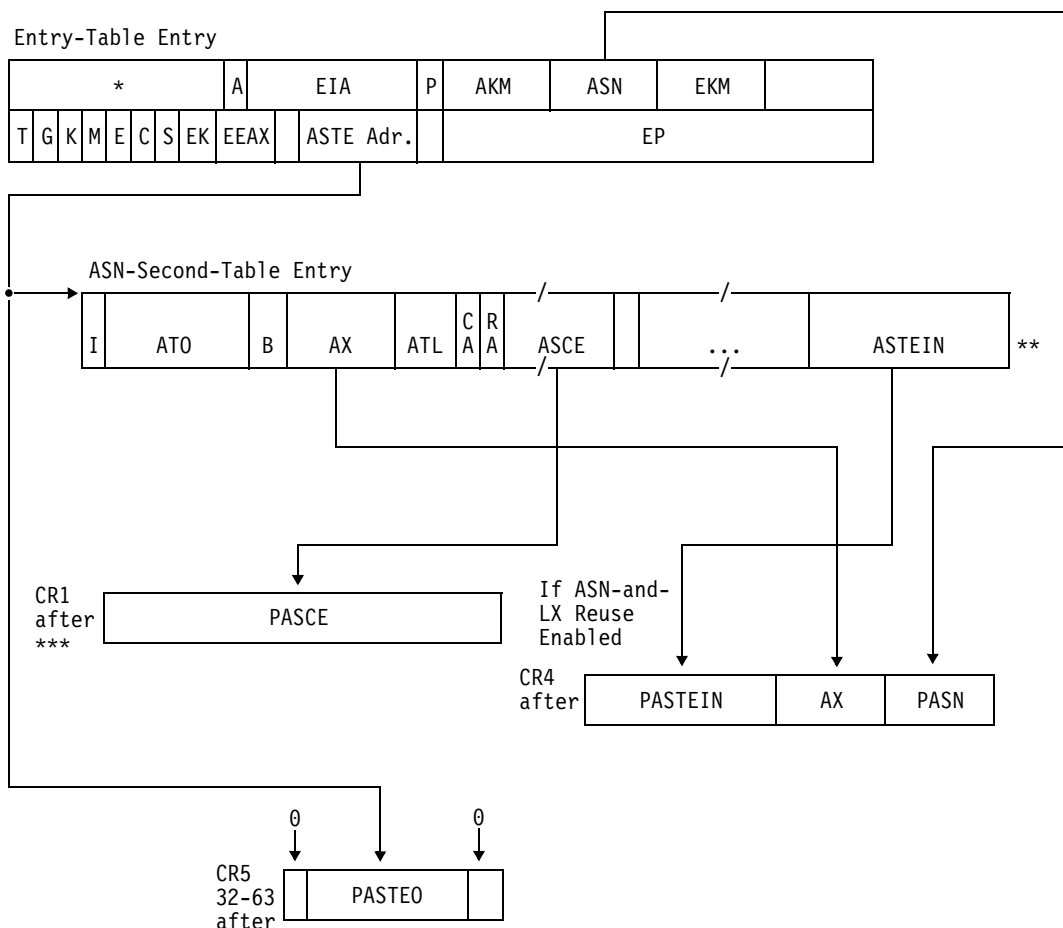 Entry-Table Entry
* A EIA P AKM ASN EKM
T G K M E C S EK EEAX ASTE Adr. EP
ASN-Second-Table Entry
I ATO B AX ATL CA RA ASCE ... ASTEIN **
CR1
after
***
PASCE
If ASN-and-
LX Reuse
Enabled
CR4
after
PASTEIN AX PASN
0 0
CR5
32-63
after
PASTEO